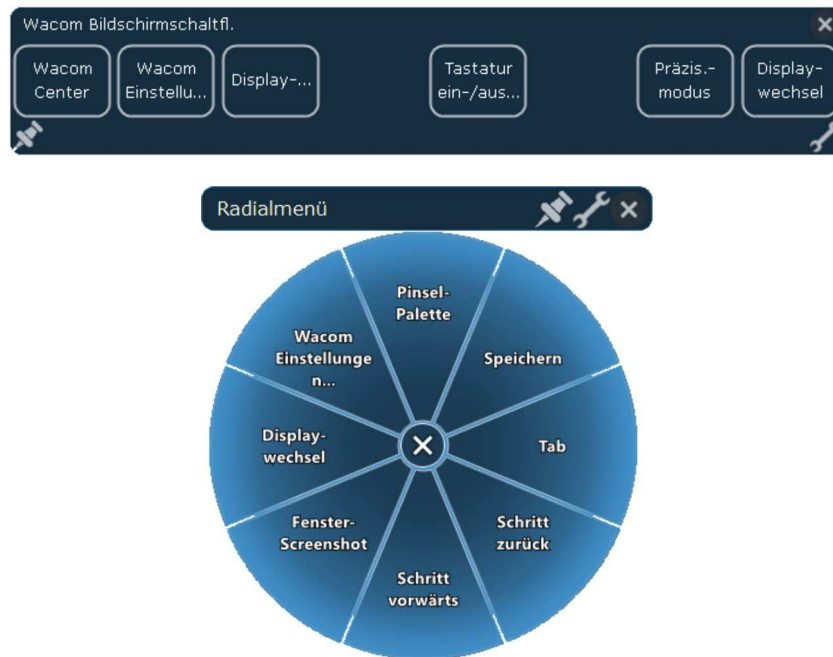 Wacom Bildschirmschaltfl.
Wacom
Center
Wacom
Einstellu...
Display-...
Tastatur
ein-/aus...
Präzis.-
modus
Display-
wechsel
Radialmenü
Pinsel-
Palette
Wacom
Einstellunge
n...
Speichern
Display-
wechsel
Tab
Fenster-
Screenshot
Schritt
zurück
Schritt
vorwärts